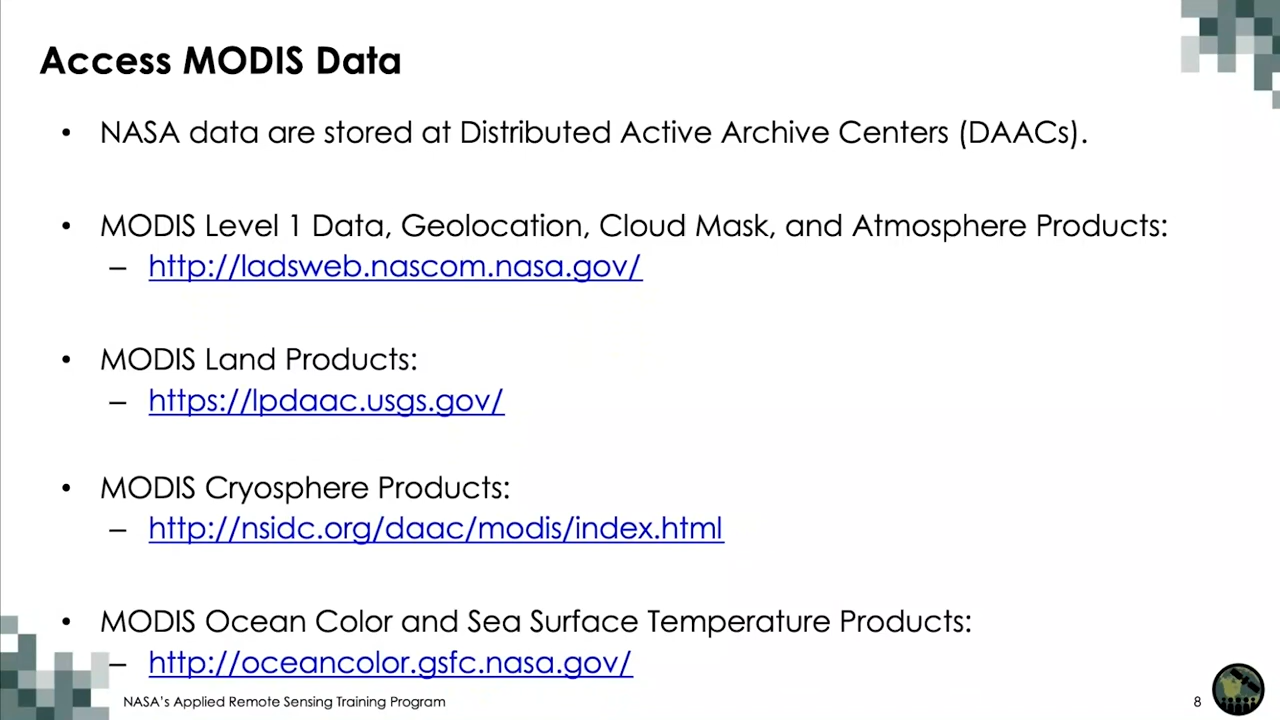 Access MODIS Data
• NASA data are stored at Distributed Active Archive Centers (DAACs).
• MODIS Level 1 Data, Geolocation, Cloud Mask, and Atmosphere Products:
– http://ladsweb.nascom.nasa.gov/
• MODIS Land Products:
– https://lpdaac.usgs.gov/
• MODIS Cryosphere Products:
– http://nsidc.org/daac/modis/index.html
• MODIS Ocean Color and Sea Surface Temperature Products:
– http://oceancolor.gsfc.nasa.gov/
NASA's Applied Remote Sensing Training Program
8